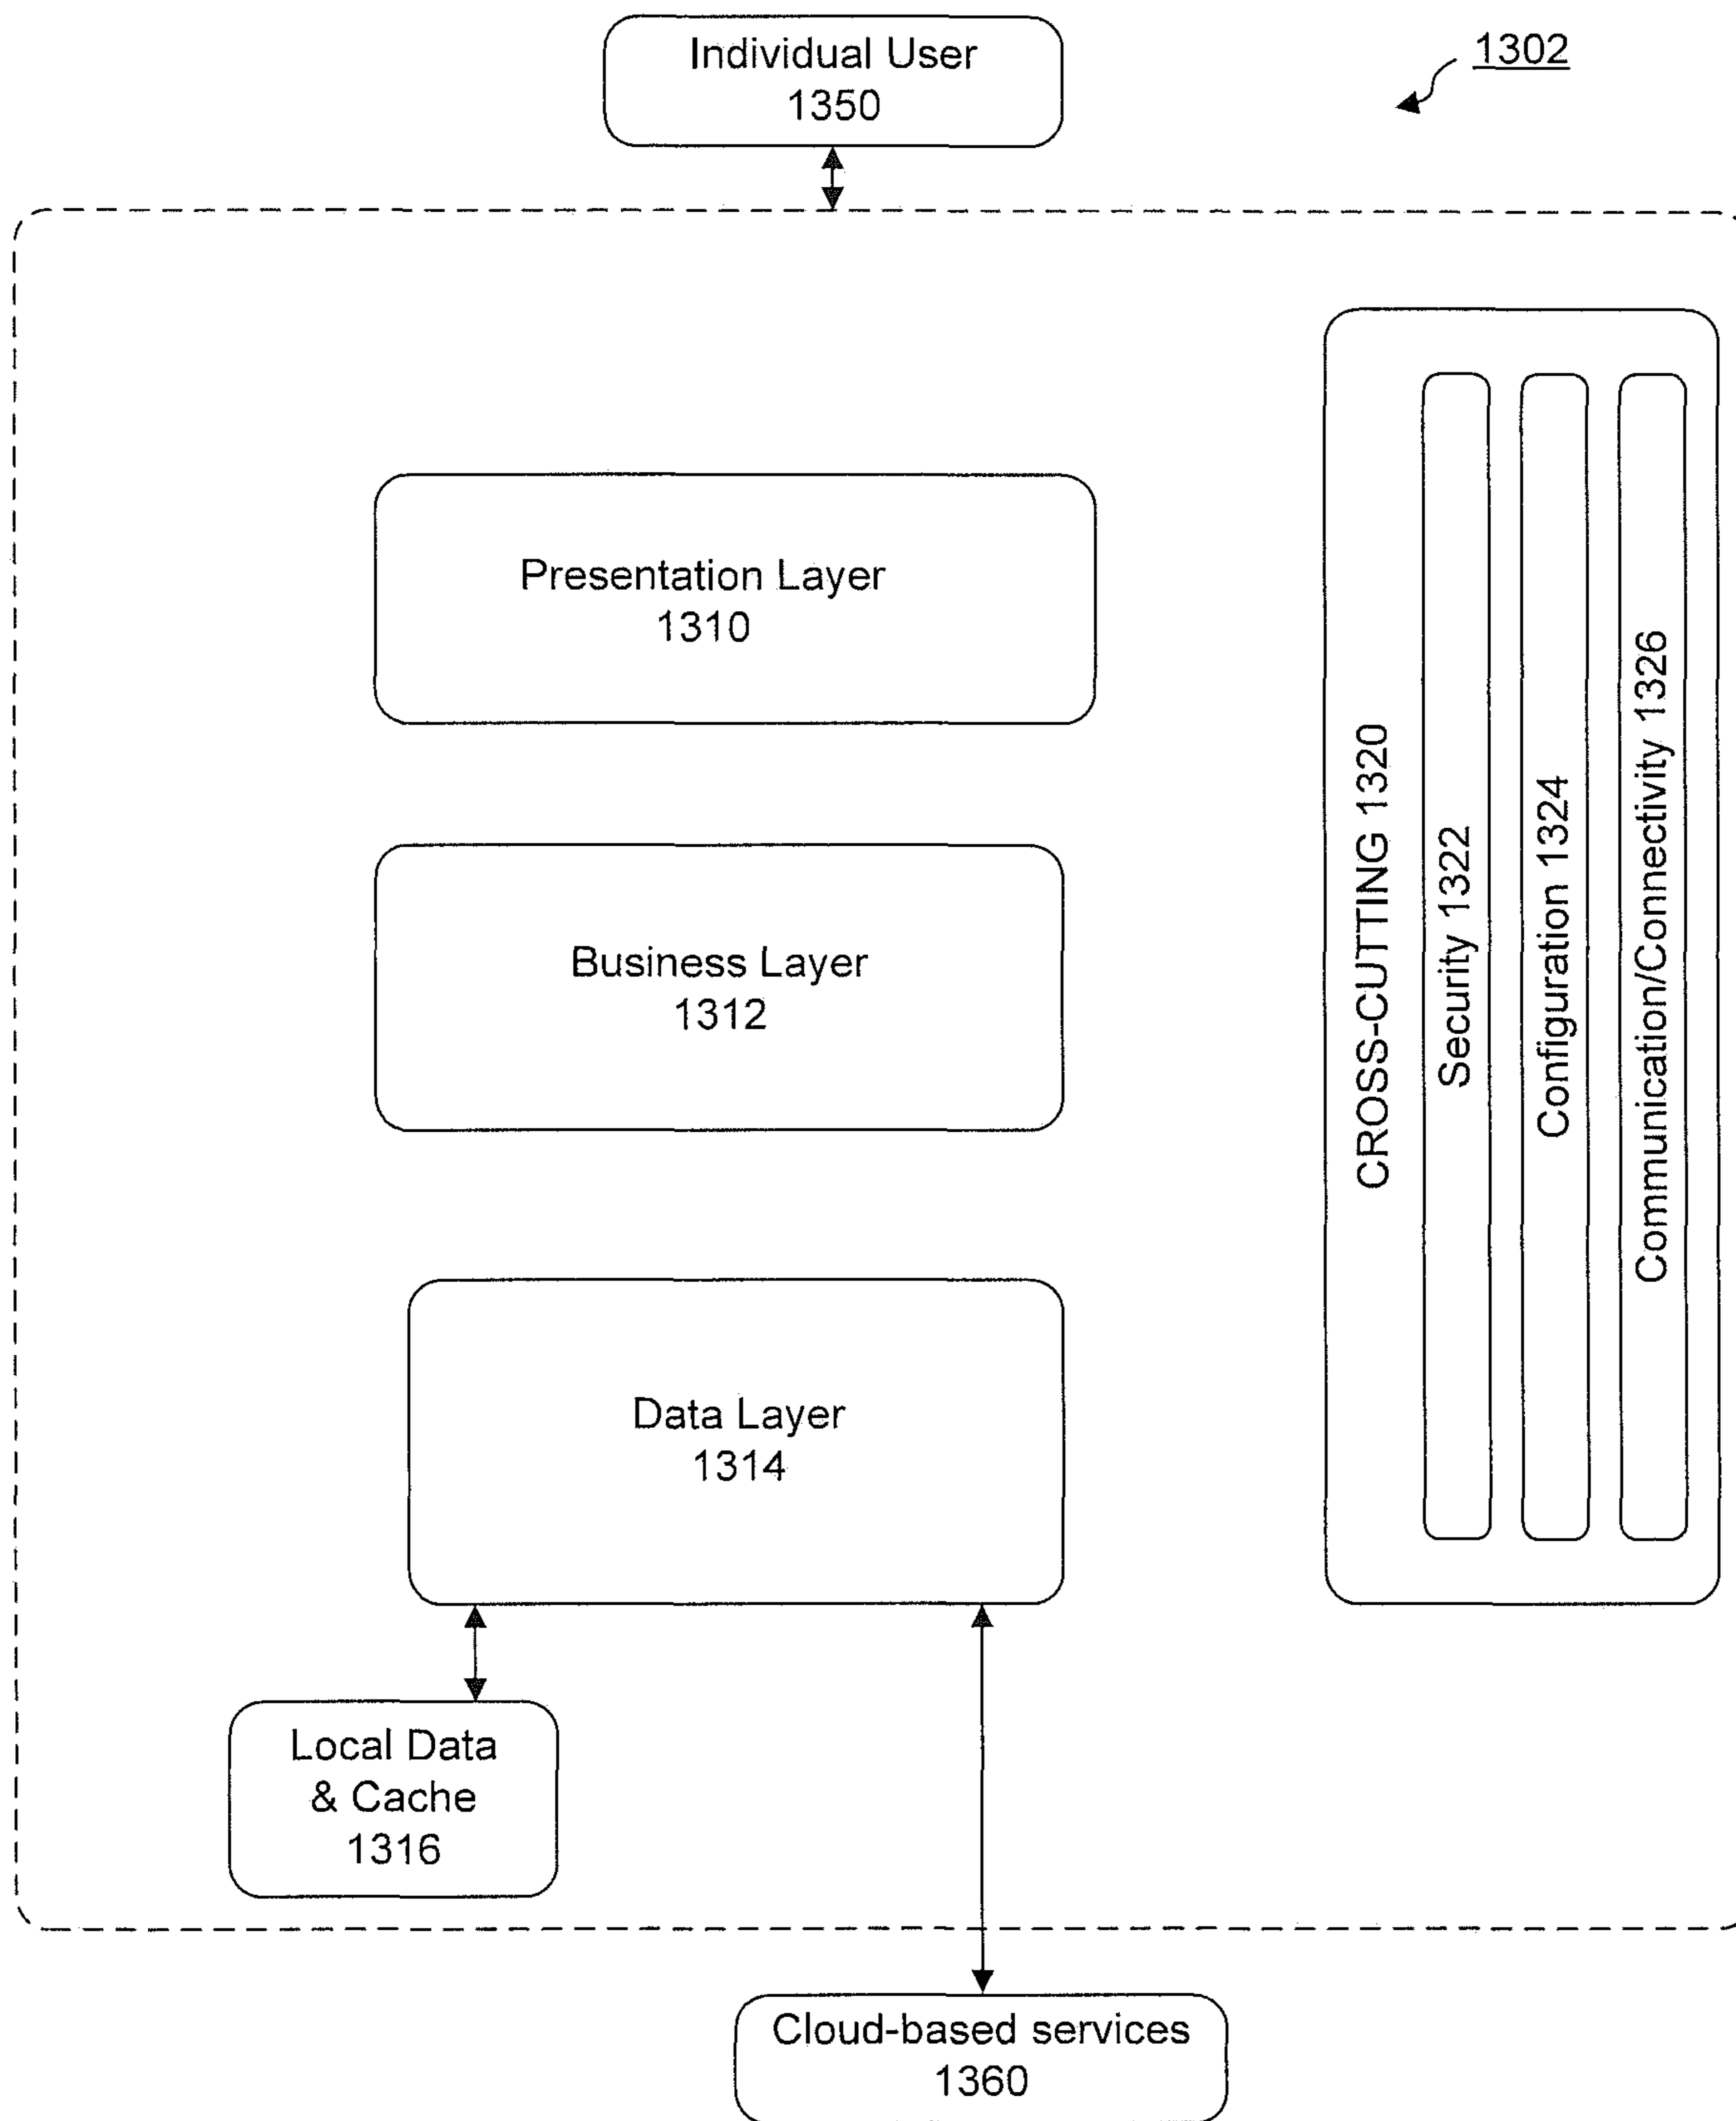 Individual User
1350
1302
Presentation Layer
1310
Business Layer
1312
Data Layer
1314
Local Data
& Cache
1316
CROSS-CUTTING 1320
Security 1322
Configuration 1324
Communication/Connectivity 1326
Cloud-based services
1360